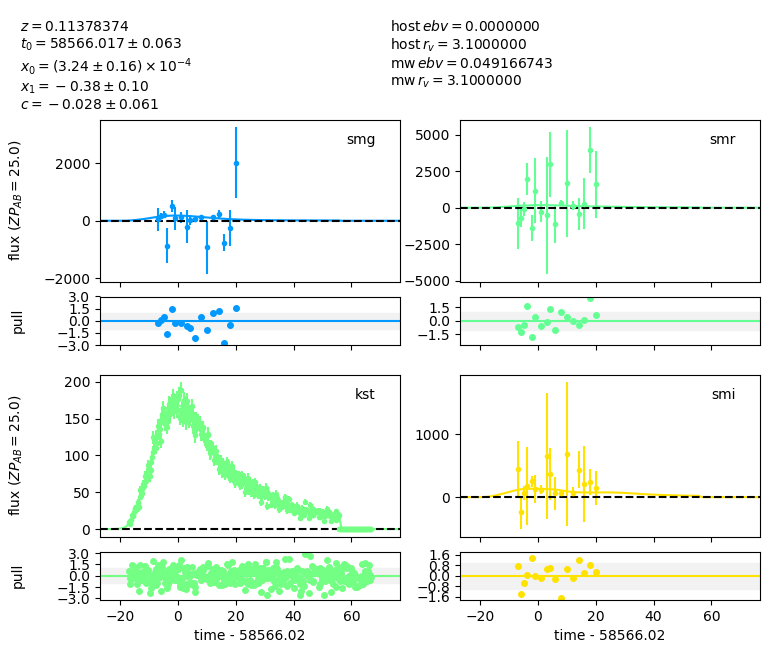 z = 0.11378374
t₀ = 58566.017 ± 0.063
x₀ = (3.24 ± 0.16) × 10⁻⁴
x₁ = − 0.38 ± 0.10
c = − 0.028 ± 0.061
host ebv = 0.0000000
host r_v = 3.1000000
mw ebv = 0.049166743
mw r_v = 3.1000000
flux (ZP_AB = 25.0)
2000
0
−2000
smg
5000
2500
0
−2500
−5000
smr
pull
3.0
1.5
0.0
−1.5
−3.0
1.5
0.0
−1.5
flux (ZP_AB = 25.0)
200
150
100
50
0
kst
1000
0
smi
pull
3.0
1.5
0.0
−1.5
−3.0
1.6
0.8
0.0
−0.8
−1.6
−20 0 20 40 60
−20 0 20 40 60
time - 58566.02
time - 58566.02